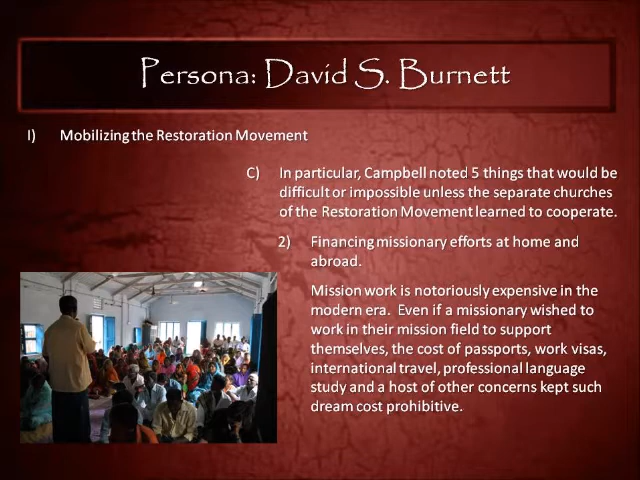 Persona: David S. Burnett
I) Mobilizing the Restoration Movement
C) In particular, Campbell noted 5 things that would be
difficult or impossible unless the separate churches
of the Restoration Movement learned to cooperate.
2) Financing missionary efforts at home and
abroad.
Mission work is notoriously expensive in the
modern era. Even if a missionary wished to
work in their mission field to support
themselves, the cost of passports, work visas,
international travel, professional language
study and a host of other concerns kept such
dream cost prohibitive.